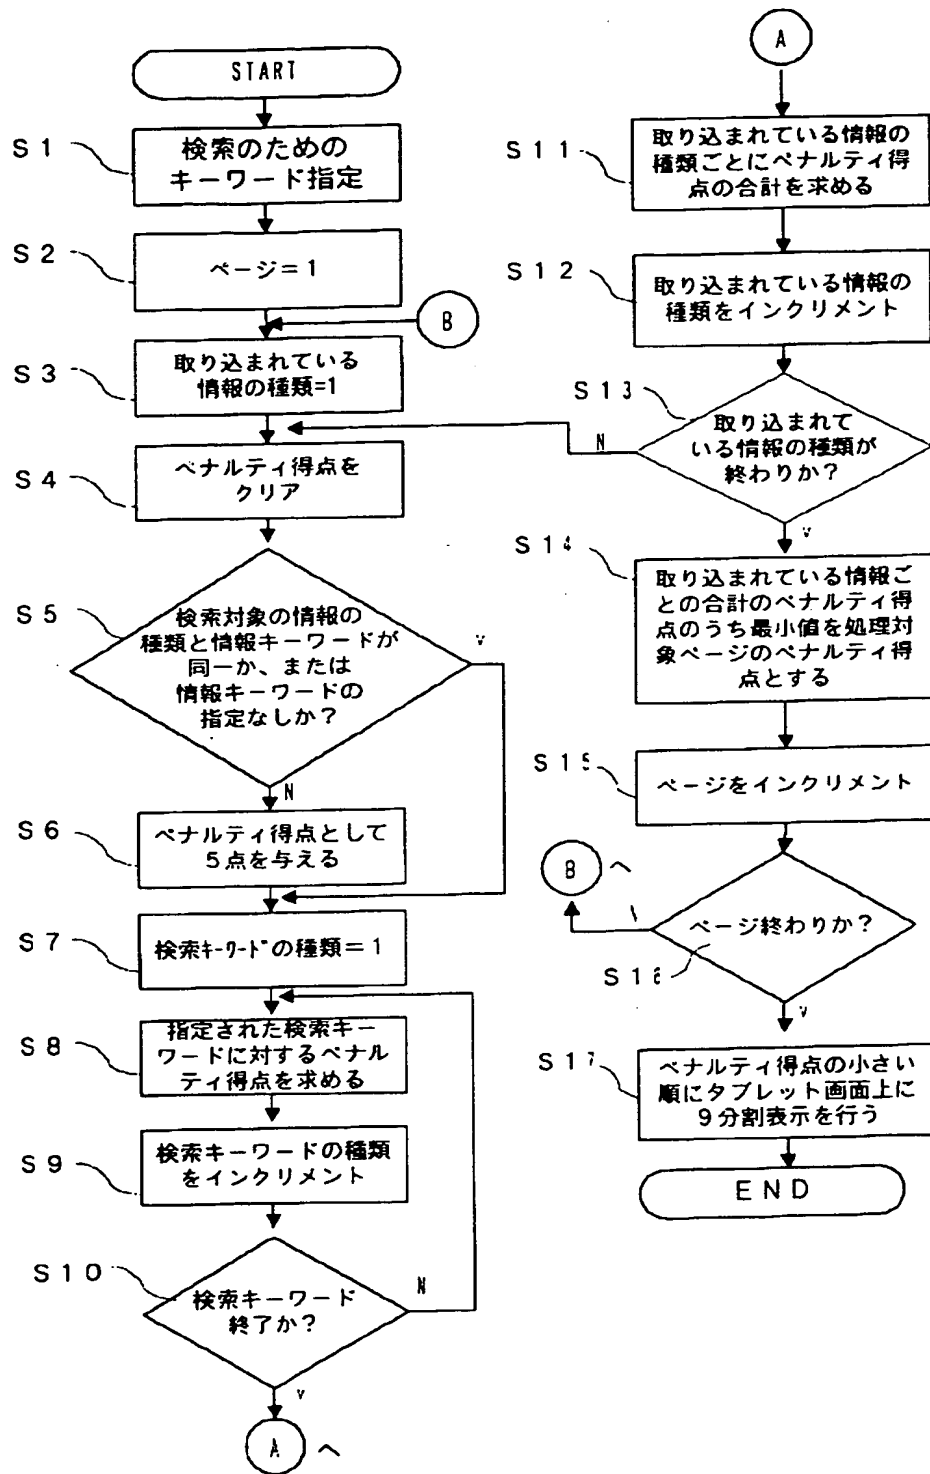 START
S1
検索のための
キーワード指定
S2
ページ=1
B
S3
取り込まれている
情報の種類=1
S4
ペナルティ得点を
クリア
S5
検索対象の情報の
種類と情報キーワードが
同一か、または
情報キーワードの
指定なしか?
N
S6
ペナルティ得点として
5点を与える
S7
検索キーワードの種類=1
S8
指定された検索キー
ワードに対するペナル
ティ得点を求める
S9
検索キーワードの種類
をインクリメント
S10
検索キーワード
終了か?
N
A へ
A
S11
取り込まれている情報の
種類ごとにペナルティ得
点の合計を求める
S12
取り込まれている情報の
種類をインクリメント
S13
取り込まれて
いる情報の種類が
終わりか?
N
S14
取り込まれている情報ご
との合計のペナルティ得
点のうち最小値を処理対
象ページのペナルティ得
点とする
S15
ページをインクリメント
B へ
S16
ページ終わりか?
S17
ペナルティ得点の小さい
順にタブレット画面上に
9分割表示を行う
END